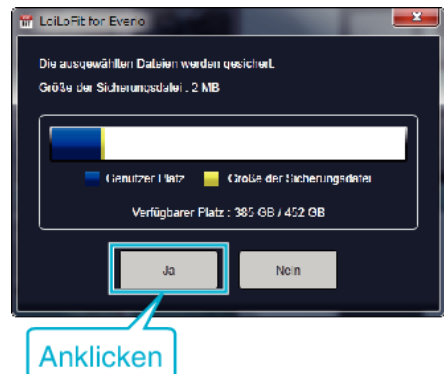 LoiLoFit for Everio
Die ausgewählten Dateien werden gesichert.
Größe der Sicherungsdatei : 2 MB
Genutzer Platz
Größe der Sicherungsdatei
Verfügbarer Platz : 385 GB / 452 GB
Ja
Nein
Anklicken